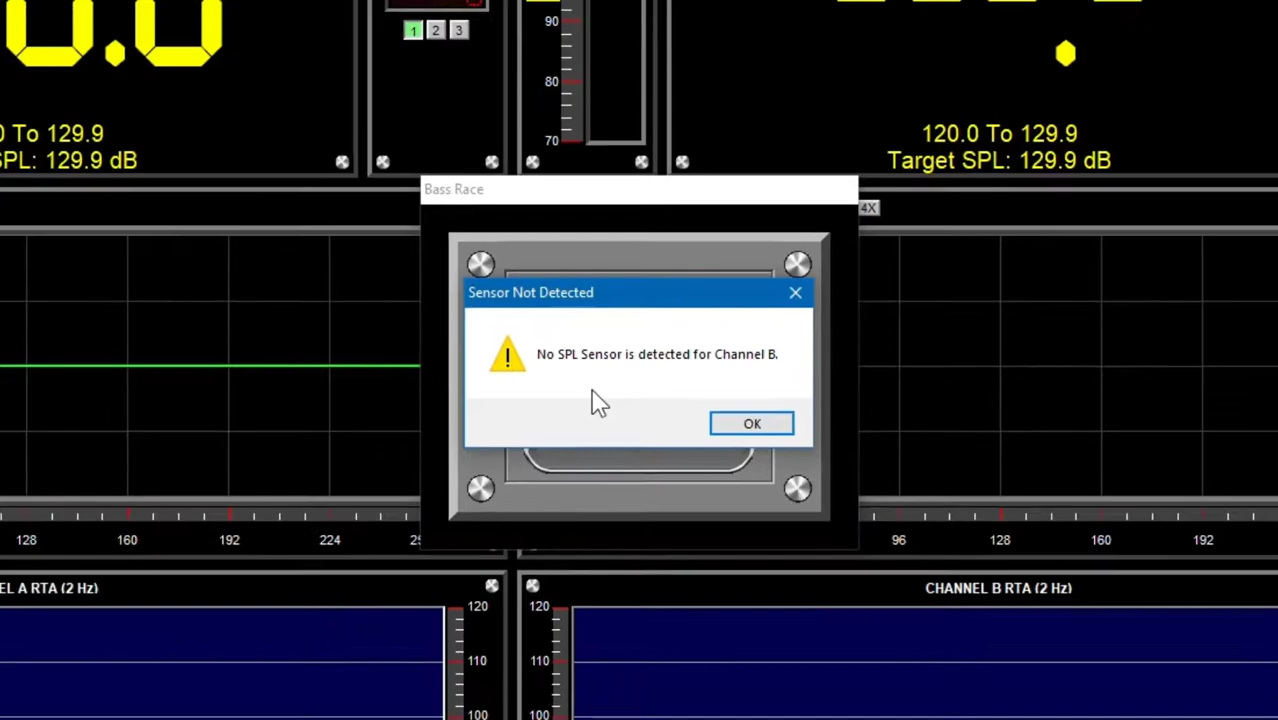 0.0
1 2 3
90
80
70
0 To 129.9
SPL: 129.9 dB
120.0 To 129.9
Target SPL: 129.9 dB
Bass Race
4X
Sensor Not Detected
No SPL Sensor is detected for Channel B.
OK
128 160 192 224
96 128 160 192
EL A RTA (2 Hz)
CHANNEL B RTA (2 Hz)
120 120
110 110
100 100